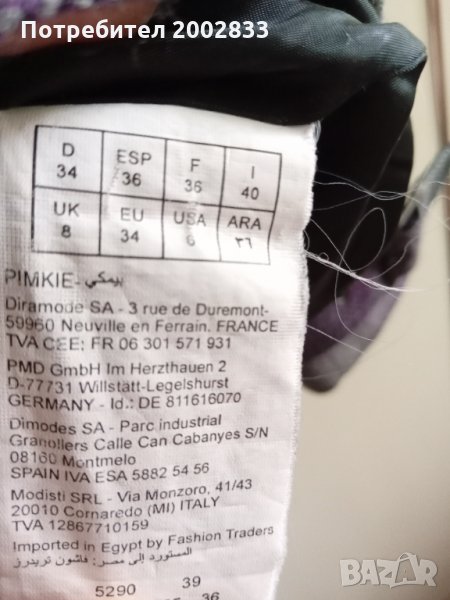 Потребител 2002833
D ESP F I
34 36 36 40
UK EU USA ARA
8 34 6 ٣٦
PIMKIE- بيمكي
Diramode SA - 3 rue de Duremont-
59960 Neuville en Ferrain. FRANCE
TVA CEE: FR 06 301 571 931
PMD GmbH Im Herzthauen 2
D-77731 Willstätt-Legelshurst
GERMANY - Id.: DE 811616070
Dimodes SA - Parc industrial
Granollers Calle Can Cabanyes S/N
08160 Montmelo
SPAIN IVA ESA 5882 54 56
Modisti SRL - Via Monzoro, 41/43
20010 Cornaredo (MI) ITALY
TVA 12867710159
Imported in Egypt by Fashion Traders
المستورد إلى مصر: فاشون تريدرز
5290 39
36
BAZAR